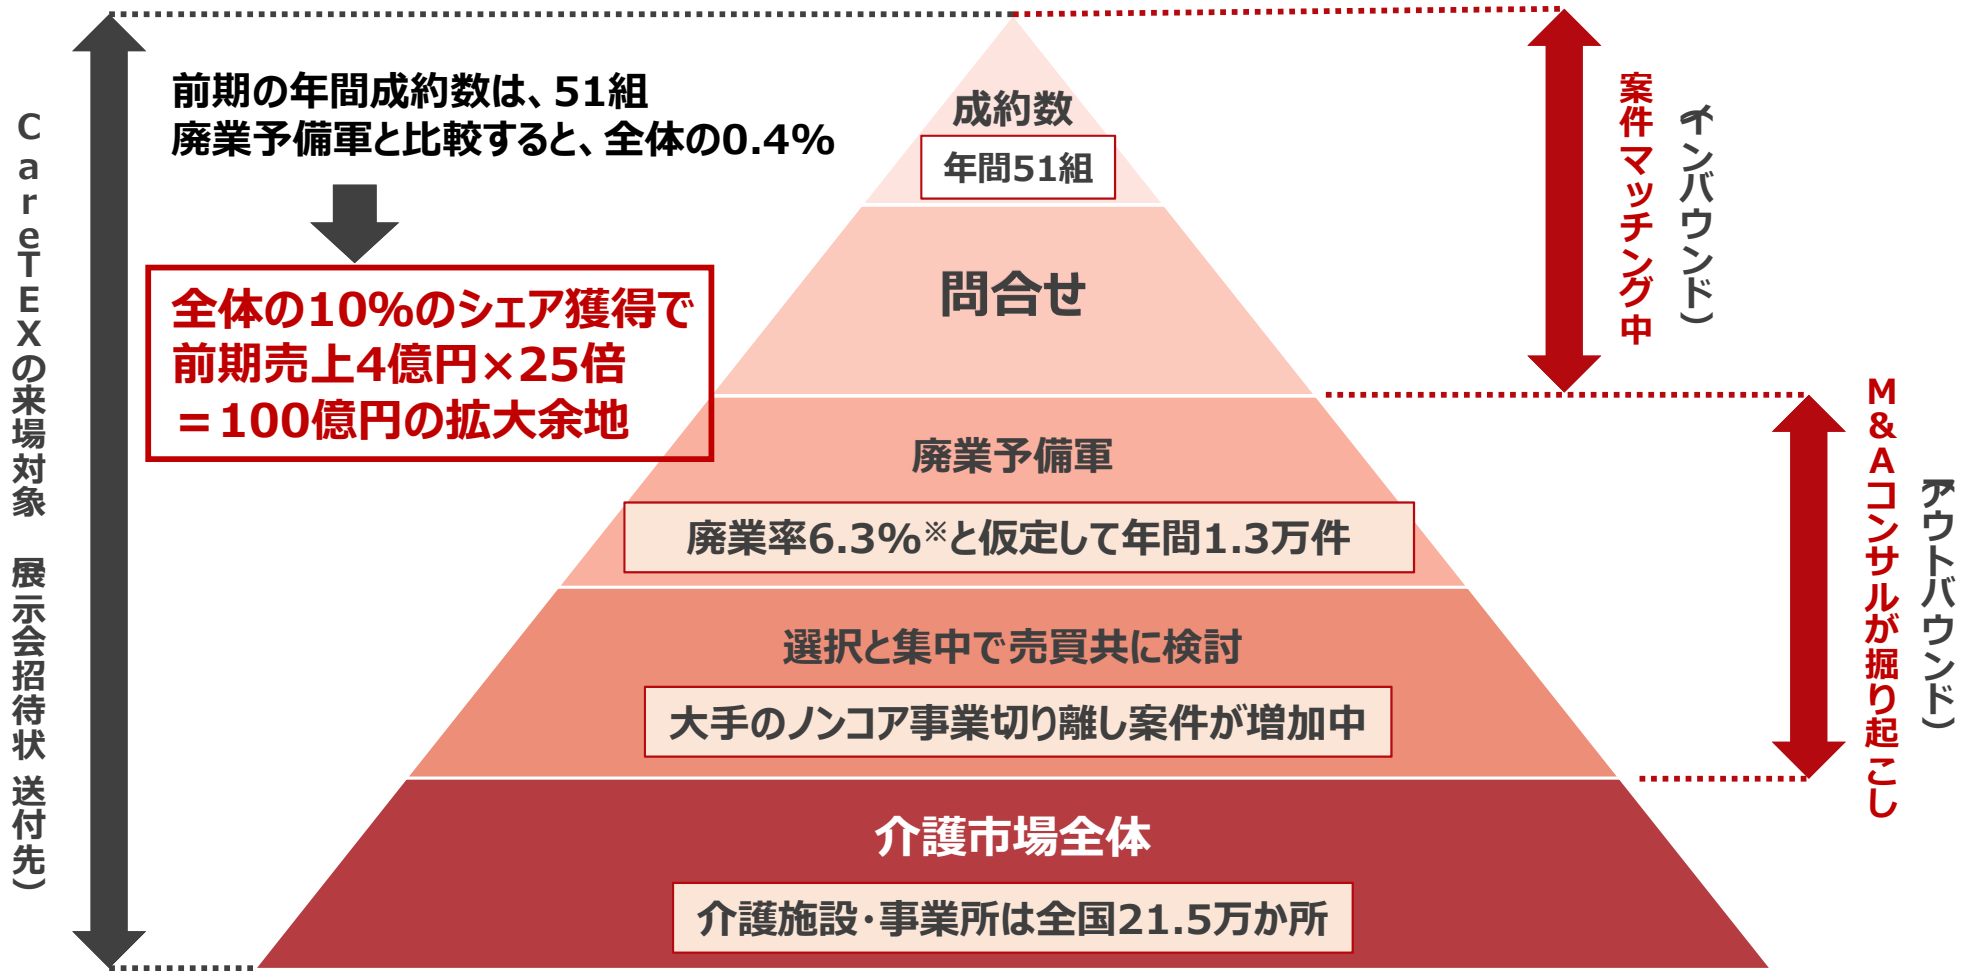 前期の年間成約数は、51組
廃業予備軍と比較すると、全体の0.4%
全体の10%のシェア獲得で
前期売上4億円×25倍
＝100億円の拡大余地
CareTEXの来場対象（展示会招待状送付先）
成約数
年間51組
問合せ
廃業予備軍
廃業率6.3%※と仮定して年間1.3万件
選択と集中で売買共に検討
大手のノンコア事業切り離し案件が増加中
介護市場全体
介護施設・事業所は全国21.5万か所
案件マッチング中
（インバウンド）
M&Aコンサルが掘り起こし
（アウトバウンド）